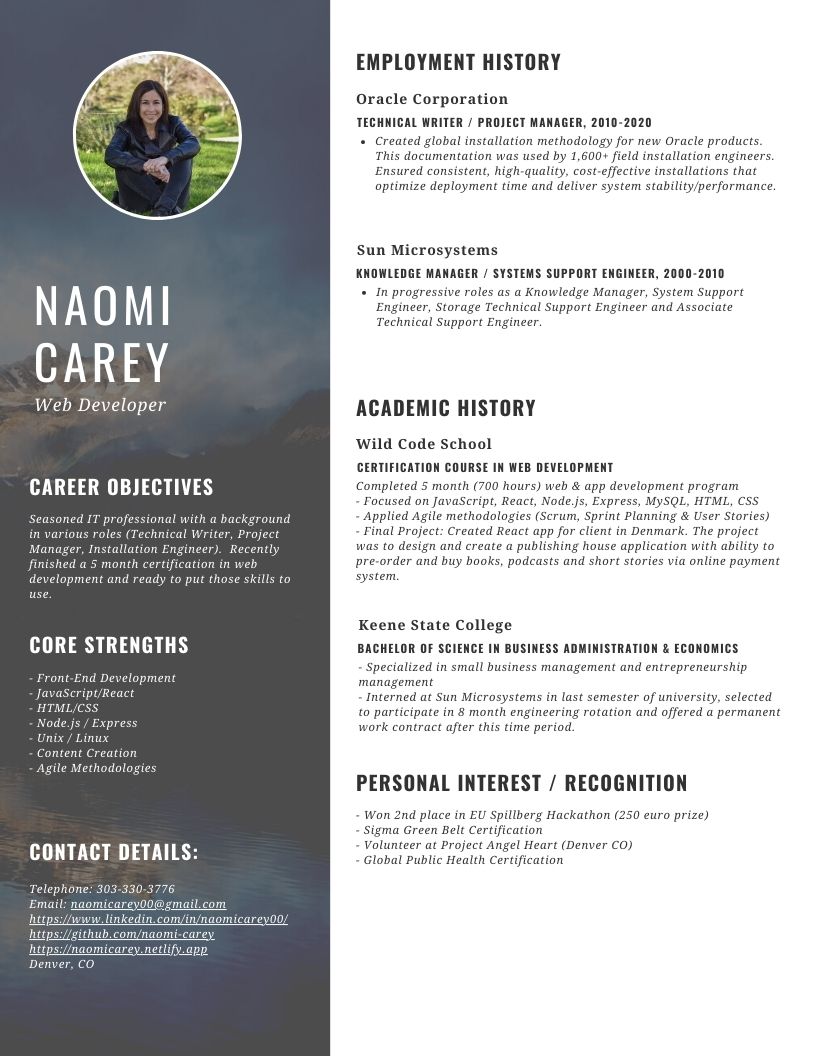 NAOMI
CAREY
Web Developer
CAREER OBJECTIVES
Seasoned IT professional with a background
in various roles (Technical Writer, Project
Manager, Installation Engineer).  Recently
finished a 5 month certification in web
development and ready to put those skills to
use.
CORE STRENGTHS
- Front-End Development
- JavaScript/React
- HTML/CSS
- Node.js / Express
- Unix / Linux
- Content Creation
- Agile Methodologies
CONTACT DETAILS:
Telephone: 303-330-3776
Email: naomicarey00@gmail.com
https://www.linkedin.com/in/naomicarey00/
https://github.com/naomi-carey
https://naomicarey.netlify.app
Denver, CO
EMPLOYMENT HISTORY
Oracle Corporation
TECHNICAL WRITER / PROJECT MANAGER, 2010-2020
• Created global installation methodology for new Oracle products.
This documentation was used by 1,600+ field installation engineers.
Ensured consistent, high-quality, cost-effective installations that
optimize deployment time and deliver system stability/performance.
Sun Microsystems
KNOWLEDGE MANAGER / SYSTEMS SUPPORT ENGINEER, 2000-2010
• In progressive roles as a Knowledge Manager, System Support
Engineer, Storage Technical Support Engineer and Associate
Technical Support Engineer.
ACADEMIC HISTORY
Wild Code School
CERTIFICATION COURSE IN WEB DEVELOPMENT
Completed 5 month (700 hours) web & app development program
- Focused on JavaScript, React, Node.js, Express, MySQL, HTML, CSS
- Applied Agile methodologies (Scrum, Sprint Planning & User Stories)
- Final Project: Created React app for client in Denmark. The project
was to design and create a publishing house application with ability to
pre-order and buy books, podcasts and short stories via online payment
system.
Keene State College
BACHELOR OF SCIENCE IN BUSINESS ADMINISTRATION & ECONOMICS
- Specialized in small business management and entrepreneurship
management
- Interned at Sun Microsystems in last semester of university, selected
to participate in 8 month engineering rotation and offered a permanent
work contract after this time period.
PERSONAL INTEREST / RECOGNITION
- Won 2nd place in EU Spillberg Hackathon (250 euro prize)
- Sigma Green Belt Certification
- Volunteer at Project Angel Heart (Denver CO)
- Global Public Health Certification